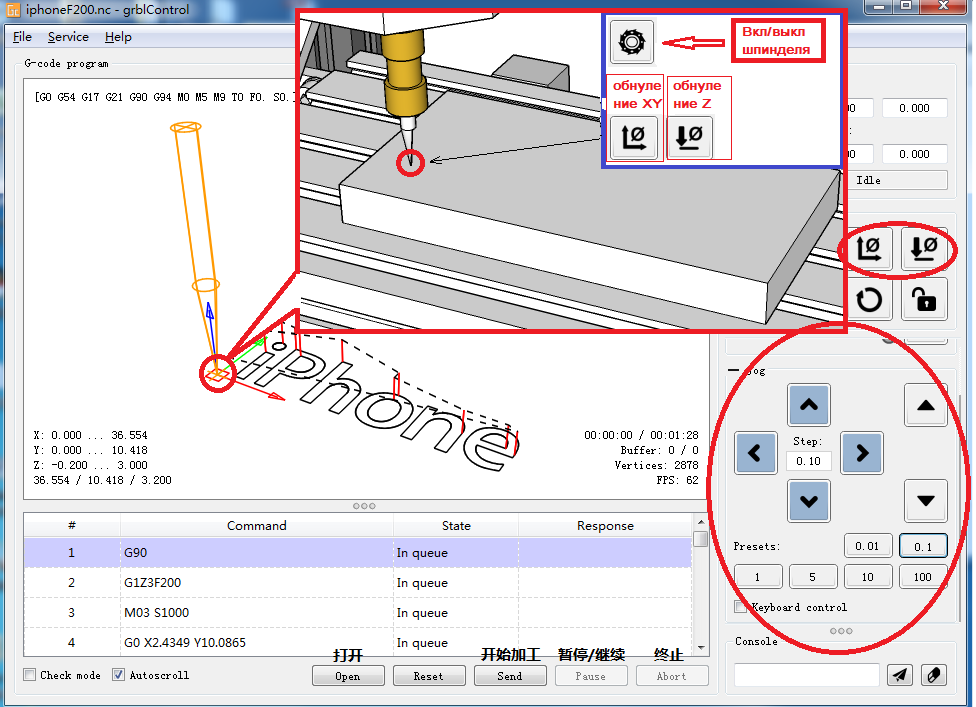 iphoneF200.nc - grblControl
File Service Help
G-code program
[G0 G54 G17 G21 G90 G94 M0 M5 M9 T0 F0. S0.]
Вкл/выкл
шпинделя
обнуле
ние XY
обнуле
ние Z
0.000
0.000
Idle
iPhone
X: 0.000 ... 36.554
Y: 0.000 ... 10.418
Z: -0.200 ... 3.000
36.554 / 10.418 / 3.200
00:00:00 / 00:01:28
Buffer: 0 / 0
Vertices: 2878
FPS: 62
Jog
Step:
0.10
Presets:
0.01 0.1
1 5 10 100
Keyboard control
# Command State Response
1 G90 In queue
2 G1Z3F200 In queue
3 M03 S1000 In queue
4 G0 X2.4349 Y10.0865 In queue
打开 开始加工 暂停/继续 终止
Check mode Autoscroll Open Reset Send Pause Abort
Console